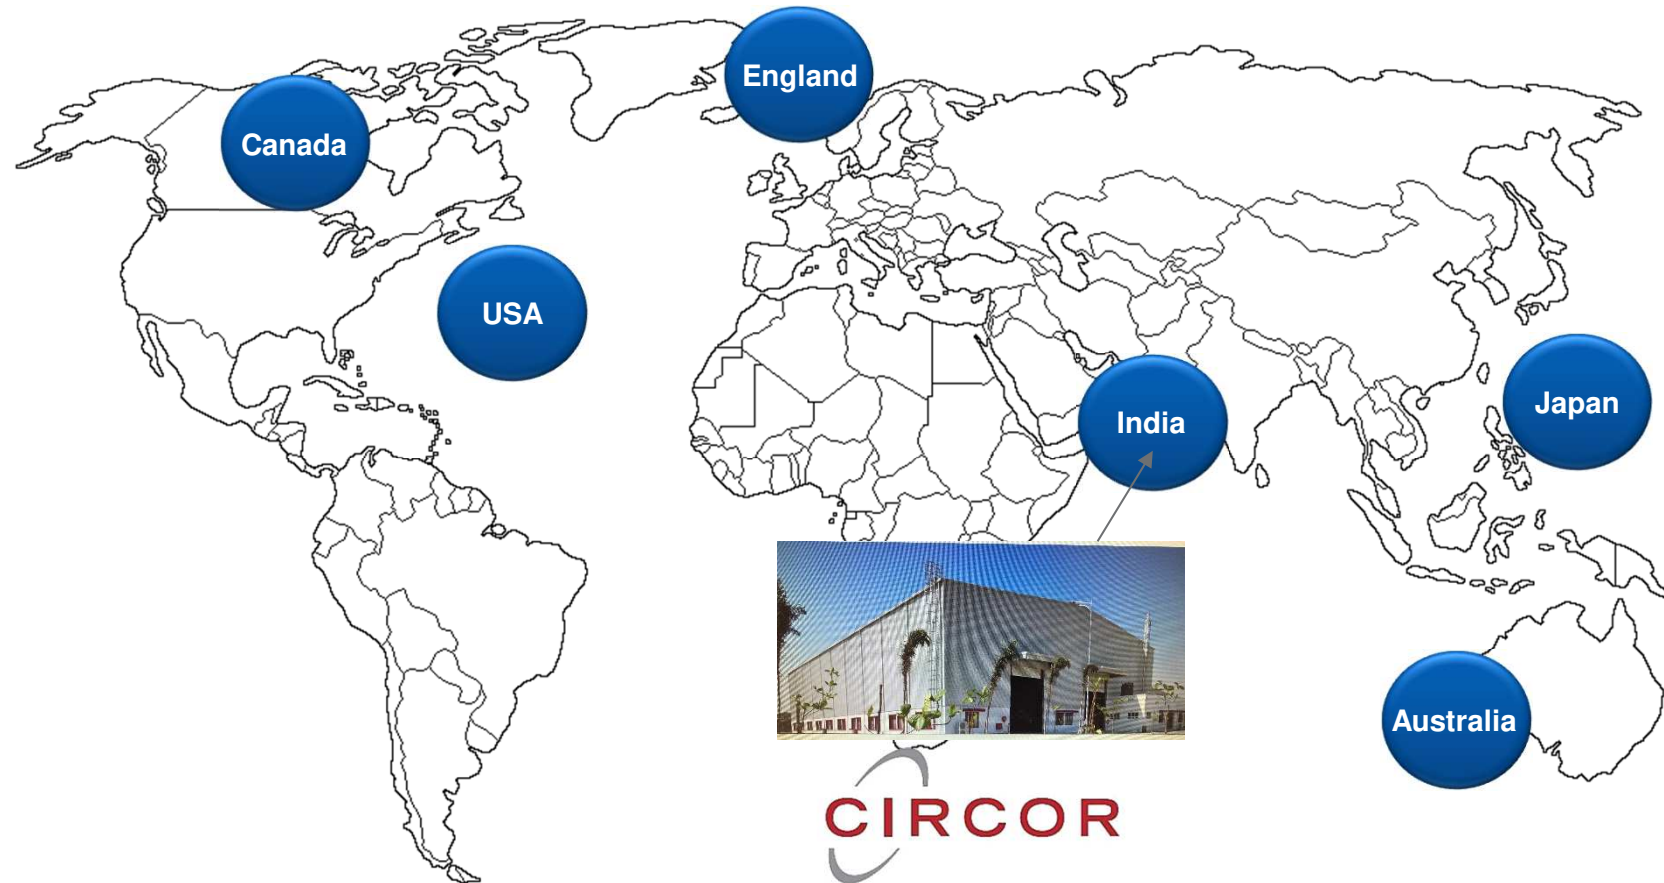 England
Canada
USA
India
Japan
Australia
CIRCOR